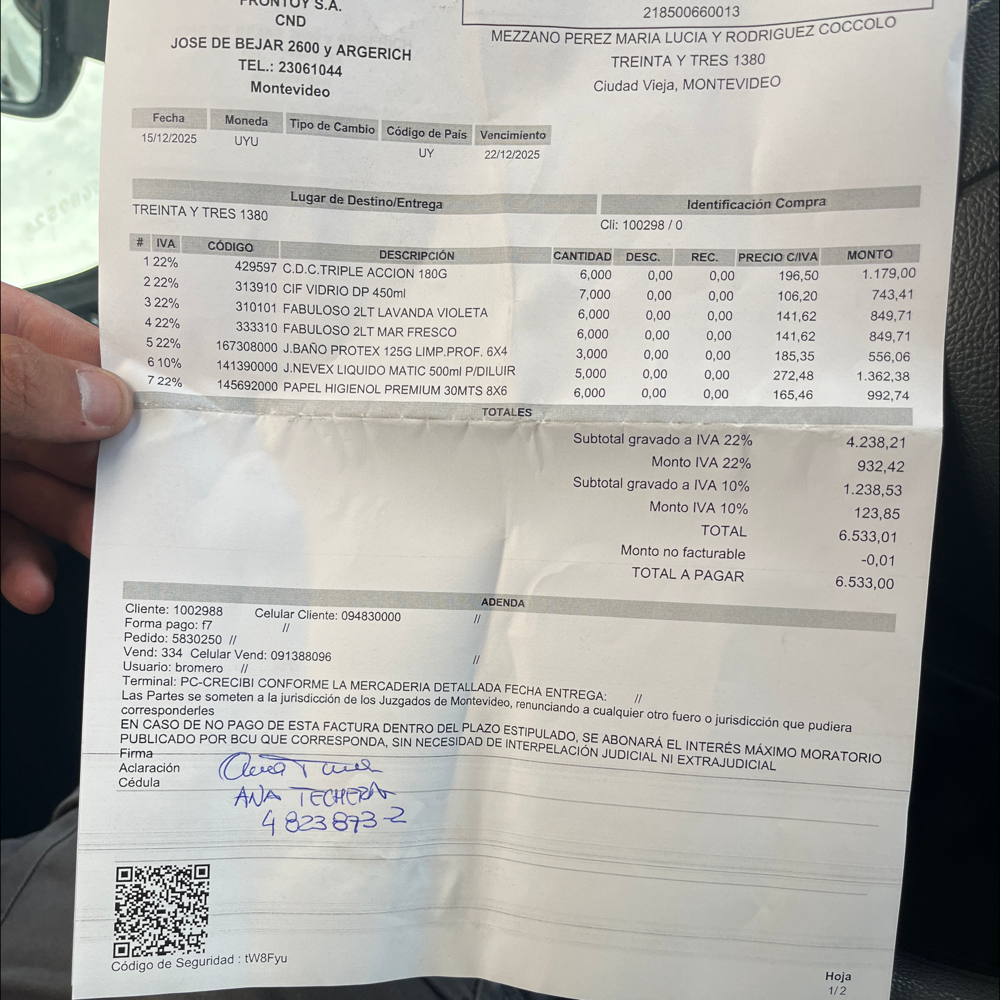 PRONTOY S.A.
CND
JOSE DE BEJAR 2600 y ARGERICH
TEL.: 23061044
Montevideo
218500660013
MEZZANO PEREZ MARIA LUCIA Y RODRIGUEZ COCCOLO
TREINTA Y TRES 1380
Ciudad Vieja, MONTEVIDEO
Fecha Moneda Tipo de Cambio Código de País Vencimiento
15/12/2025 UYU UY 22/12/2025
Lugar de Destino/Entrega Identificación Compra
TREINTA Y TRES 1380 Cli: 100298 / 0
# IVA CÓDIGO DESCRIPCIÓN CANTIDAD DESC. REC. PRECIO C/IVA MONTO
1 22% 429597 C.D.C.TRIPLE ACCION 180G 6,000 0,00 0,00 196,50 1.179,00
2 22% 313910 CIF VIDRIO DP 450ml 7,000 0,00 0,00 106,20 743,41
3 22% 310101 FABULOSO 2LT LAVANDA VIOLETA 6,000 0,00 0,00 141,62 849,71
4 22% 333310 FABULOSO 2LT MAR FRESCO 6,000 0,00 0,00 141,62 849,71
5 22% 167308000 J.BAÑO PROTEX 125G LIMP.PROF. 6X4 3,000 0,00 0,00 185,35 556,06
6 10% 141390000 J.NEVEX LIQUIDO MATIC 500ml P/DILUIR 5,000 0,00 0,00 272,48 1.362,38
7 22% 145692000 PAPEL HIGIENOL PREMIUM 30MTS 8X6 6,000 0,00 0,00 165,46 992,74
TOTALES
Subtotal gravado a IVA 22% 4.238,21
Monto IVA 22% 932,42
Subtotal gravado a IVA 10% 1.238,53
Monto IVA 10% 123,85
TOTAL 6.533,01
Monto no facturable -0,01
TOTAL A PAGAR 6.533,00
ADENDA
Cliente: 1002988 Celular Cliente: 094830000 //
Forma pago: f7 //
Pedido: 5830250 //
Vend: 334 Celular Vend: 091388096 //
Usuario: bromero //
Terminal: PC-CRECIBI CONFORME LA MERCADERIA DETALLADA FECHA ENTREGA: //
Las Partes se someten a la jurisdicción de los Juzgados de Montevideo, renunciando a cualquier otro fuero o jurisdicción que pudiera
corresponderles
EN CASO DE NO PAGO DE ESTA FACTURA DENTRO DEL PLAZO ESTIPULADO, SE ABONARÁ EL INTERÉS MÁXIMO MORATORIO
PUBLICADO POR BCU QUE CORRESPONDA, SIN NECESIDAD DE INTERPELACIÓN JUDICIAL NI EXTRAJUDICIAL
Firma
Aclaración ANA TECHERA
Cédula 4 823 873-2
Código de Seguridad : tW8Fyu
Hoja
1/2